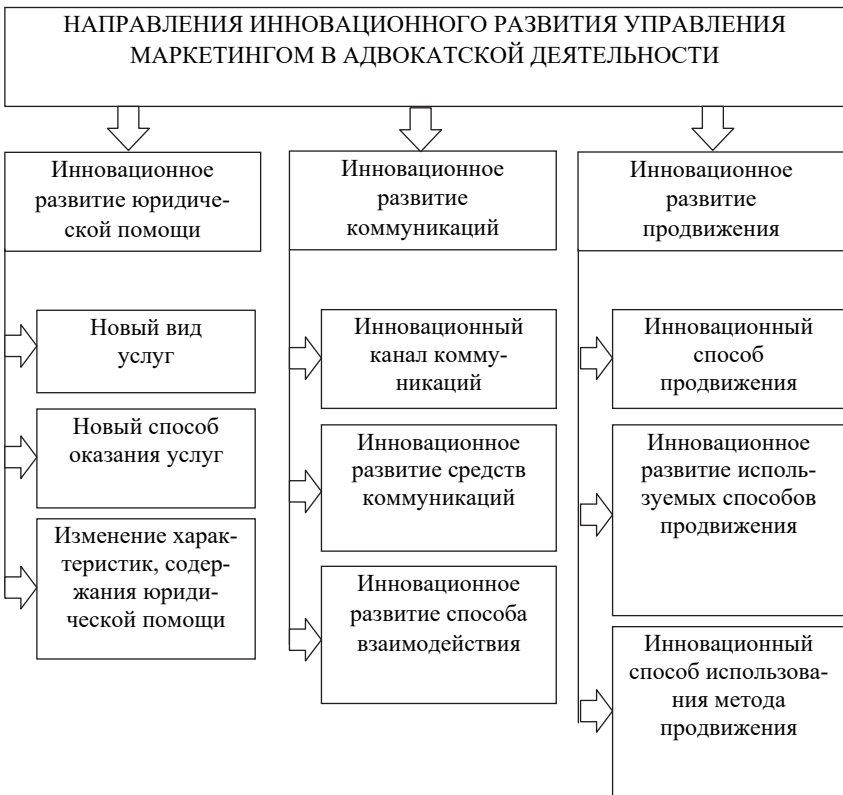 НАПРАВЛЕНИЯ ИННОВАЦИОННОГО РАЗВИТИЯ УПРАВЛЕНИЯ
МАРКЕТИНГОМ В АДВОКАТСКОЙ ДЕЯТЕЛЬНОСТИ
Инновационное
развитие юридиче-
ской помощи
Новый вид
услуг
Новый способ
оказания услуг
Изменение харак-
теристик, содер-
жания юриди-
ческой помощи
Инновационное
развитие
коммуникаций
Инновационный
канал комму-
никаций
Инновационное
развитие средств
коммуникаций
Инновационное
развитие способа
взаимодействия
Инновационное
развитие
продвижения
Инновационный
способ
продвижения
Инновационное
развитие исполь-
зуемых способов
продвижения
Инновационный
способ использова-
ния метода
продвижения